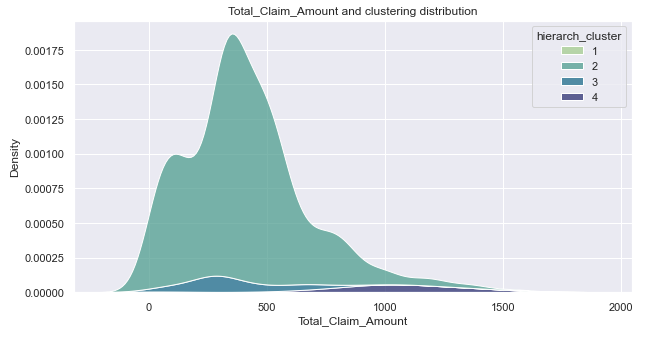 Total_Claim_Amount and clustering distribution
hierarch_cluster
1
2
3
4
Density
0.00175
0.00150
0.00125
0.00100
0.00075
0.00050
0.00025
0.00000
0 500 1000 1500 2000
Total_Claim_Amount